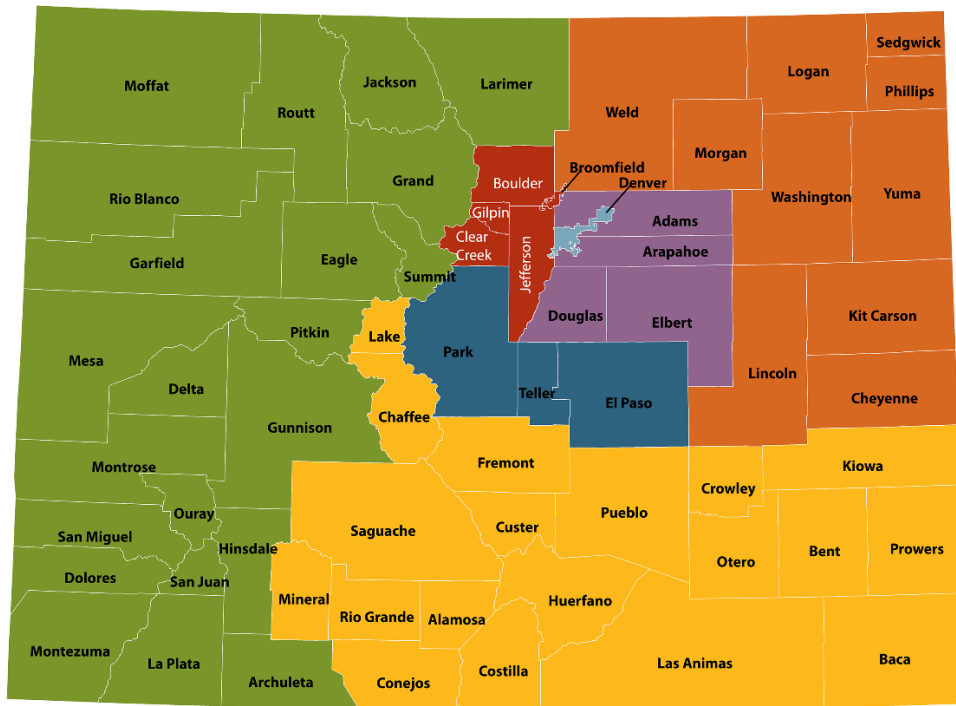 Sedgwick
Logan
Jackson
Larimer
Moffat
Phillips
Routt
Weld
Morgan
Broomfield
Denver
Grand
Boulder
Yuma
Washington
Rio Blanco
Gilpin
Adams
Clear
Creek
Jefferson
Arapahoe
Eagle
Garfield
Summit
Douglas
Kit Carson
Elbert
Pitkin
Lake
Park
Mesa
Lincoln
Delta
Teller
Cheyenne
El Paso
Chaffee
Gunnison
Fremont
Kiowa
Montrose
Crowley
Ouray
Pueblo
Custer
Saguache
San Miguel
Hinsdale
Prowers
Bent
Otero
Dolores
San Juan
Mineral
Huerfano
Rio Grande
Alamosa
Montezuma
Baca
La Plata
Las Animas
Costilla
Archuleta
Conejos